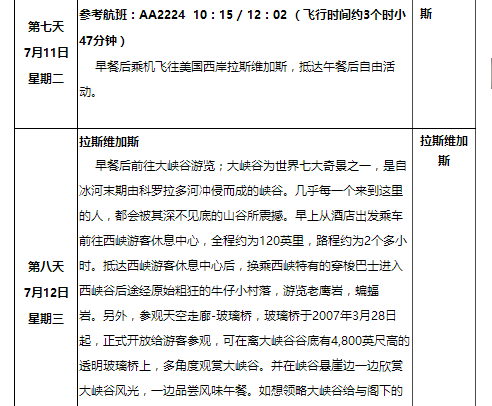 第七天
7月11日
星期二
参考航班：AA2224 10：15 / 12：02 （飞行时间约3个时小
47分钟）
早餐后乘机飞往美国西岸拉斯维加斯，抵达午餐后自由活
动。
斯
第八天
7月12日
星期三
拉斯维加斯
早餐后前往大峡谷游览；大峡谷为世界七大奇景之一，是自
冰河末期由科罗拉多河冲侵而成的峡谷。几乎每一个来到这里
的人，都会被其深不见底的山谷所震撼。早上从酒店出发乘车
前往西峡游客休息中心，全程约为120英里，路程约为2个多小
时。抵达西峡游客休息中心后，换乘西峡特有的穿梭巴士进入
西峡谷后途经原始粗狂的牛仔小村落，游览老鹰岩，蝙蝠
岩。另外，参观天空走廊-玻璃桥，玻璃桥于2007年3月28日
起，正式开放给游客参观，可在离大峡谷谷底有4,800英尺高的
透明玻璃桥上，多角度观赏大峡谷。并在峡谷悬崖边一边欣赏
大峡谷风光，一边品尝风味午餐。如想领略大峡谷给与阁下的
拉斯维加
斯